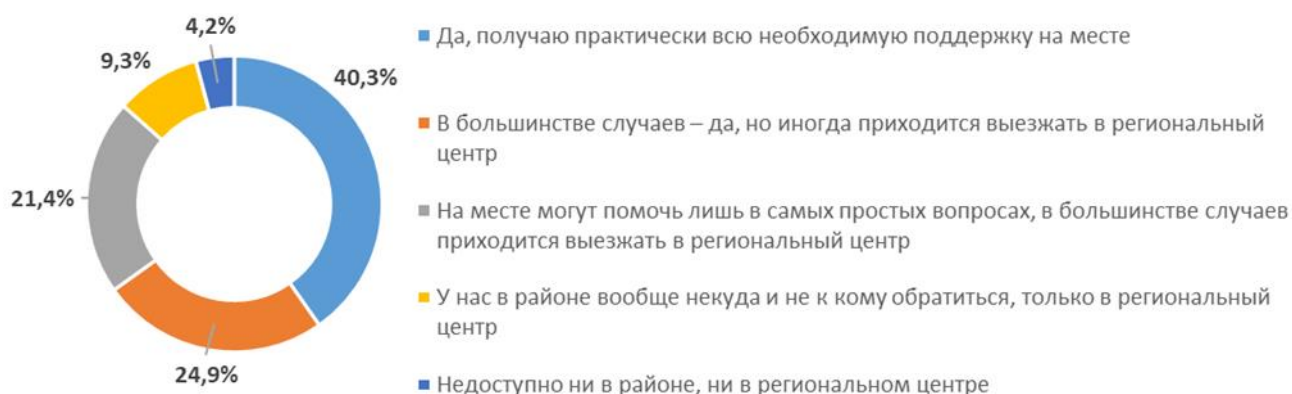 4,2%
9,3%
40,3%
21,4%
24,9%
Да, получаю практически всю необходимую поддержку на месте
В большинстве случаев – да, но иногда приходится выезжать в региональный
центр
На месте могут помочь лишь в самых простых вопросах, в большинстве случаев
приходится выезжать в региональный центр
У нас в районе вообще некуда и не к кому обратиться, только в региональный
центр
Недоступно ни в районе, ни в региональном центре